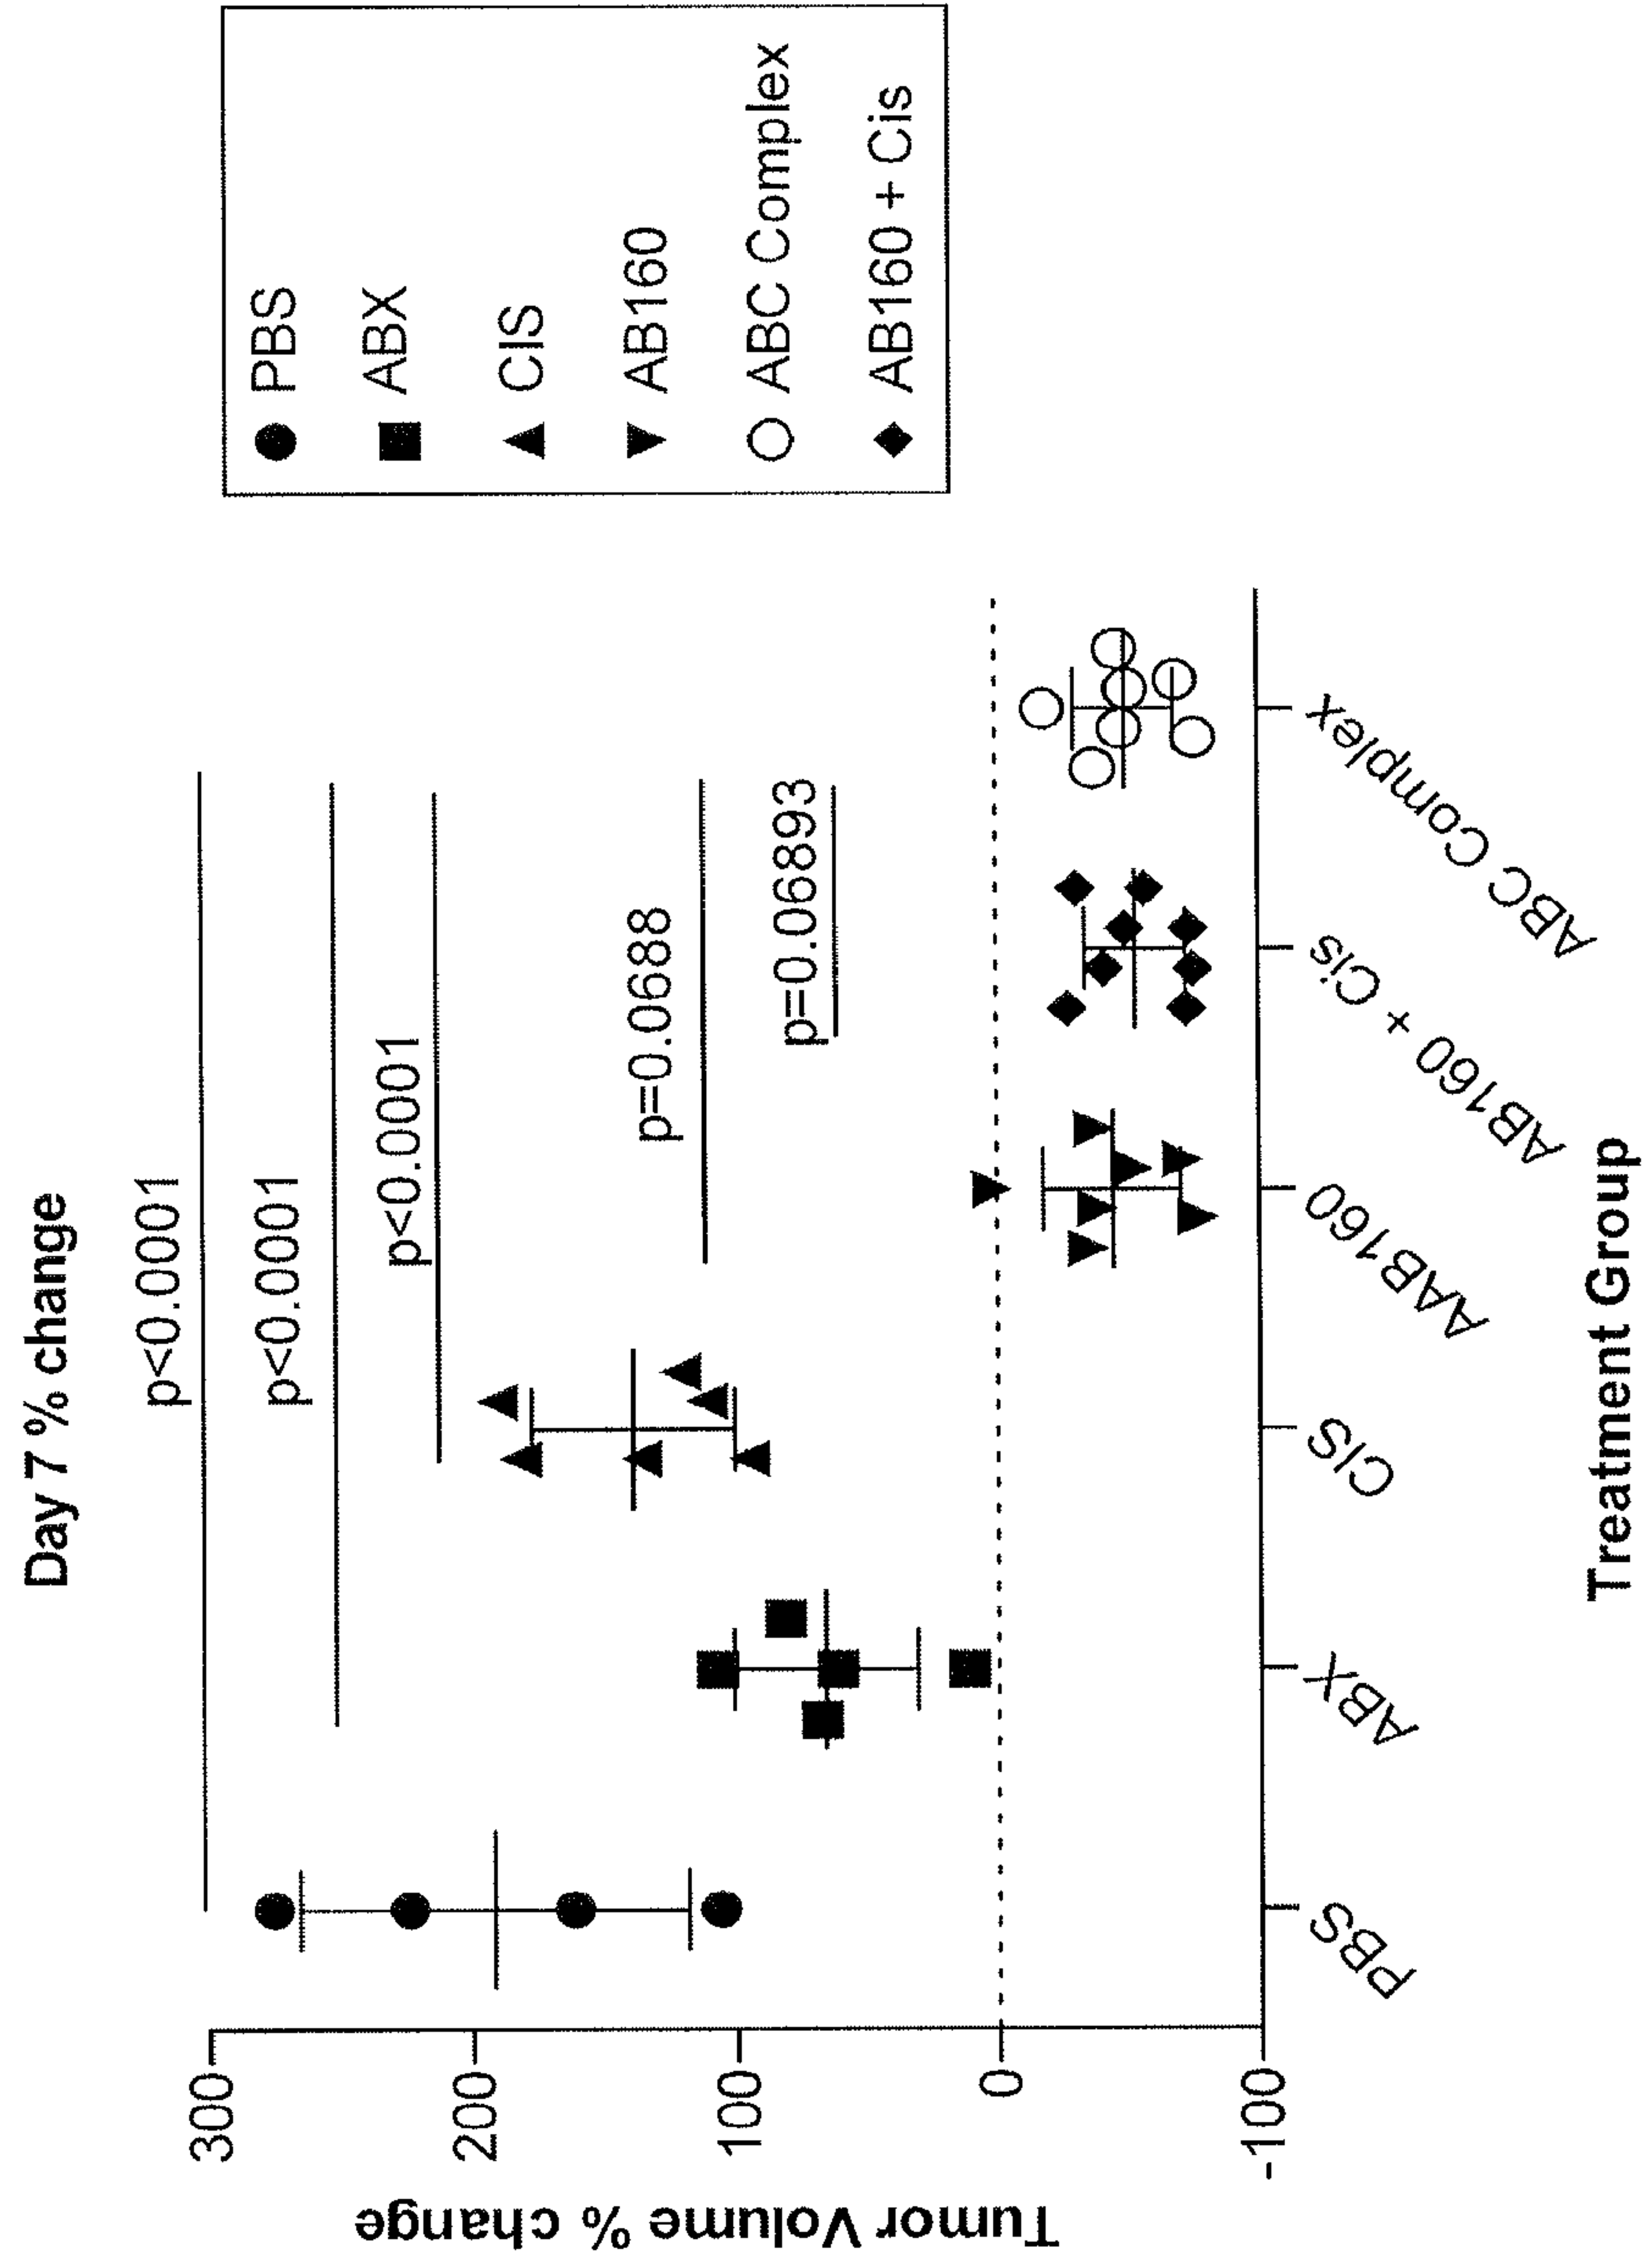 Day 7 % change
p<0.0001
p<0.0001
p<0.0001
p=0.0688
p=0.06893
Tumor Volume % change
300
200
100
0
-100
PBS
ABX
CIS
AAB160
AB160 + Cis
ABC Complex
Treatment Group
PBS
ABX
CIS
AB160
ABC Complex
AB160 + Cis